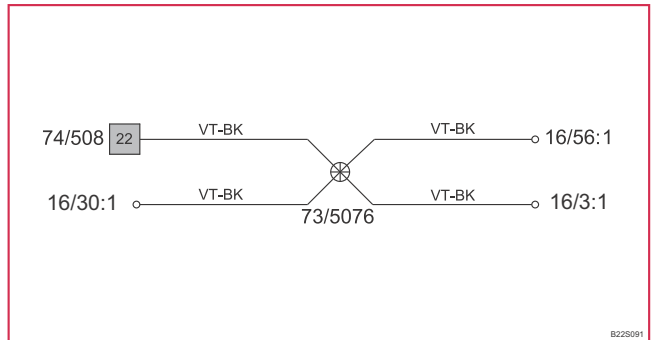 VT-BK
VT-BK
74/508 22
16/56:1
VT-BK
VT-BK
16/30:1
16/3:1
73/5076
B22S091